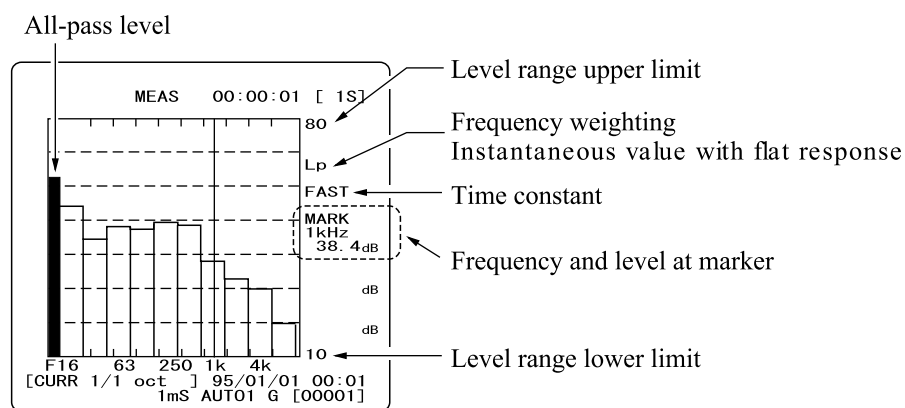 All-pass level
Level range upper limit
MEAS 00:00:01 [ 1S]
80
Frequency weighting
Instantaneous value with flat response
Lp
FAST
Time constant
MARK
1kHz
38.4dB
Frequency and level at marker
dB
dB
10
Level range lower limit
F16 63 250 1k 4k
[CURR 1/1 oct ] 95/01/01 00:01
1mS AUTO1 G [00001]